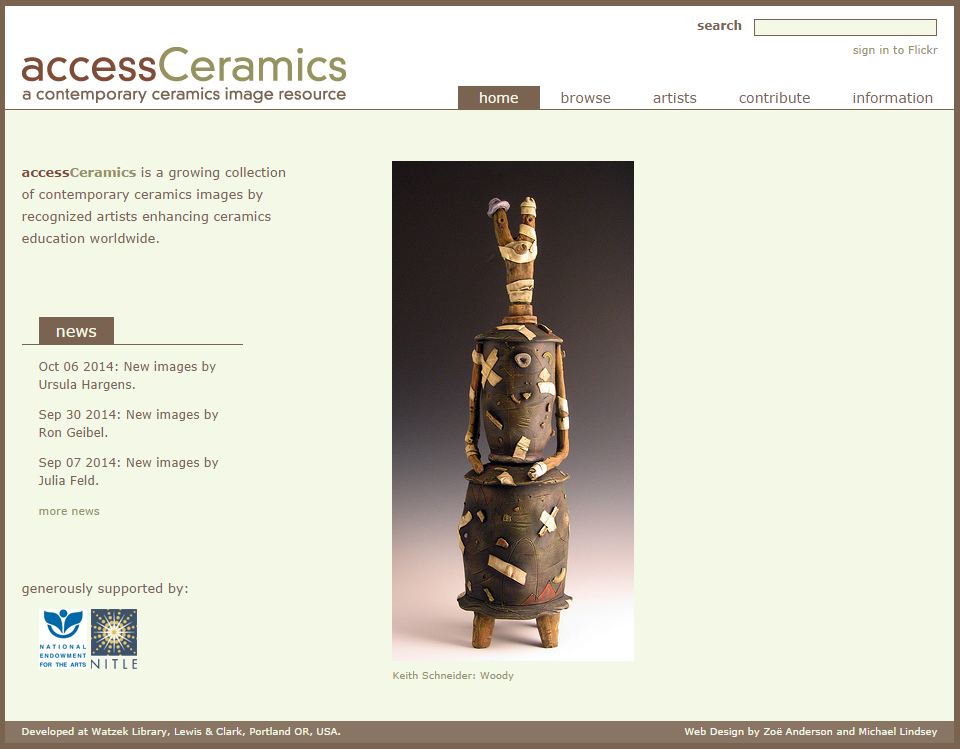 search
sign in to Flickr
accessCeramics
a contemporary ceramics image resource
home browse artists contribute information
accessCeramics is a growing collection
of contemporary ceramics images by
recognized artists enhancing ceramics
education worldwide.
news
Oct 06 2014: New images by
Ursula Hargens.
Sep 30 2014: New images by
Ron Geibel.
Sep 07 2014: New images by
Julia Feld.
more news
generously supported by:
NATIONAL
ENDOWMENT
FOR THE ARTS
NITLE
Keith Schneider: Woody
Developed at Watzek Library, Lewis & Clark, Portland OR, USA.
Web Design by Zoë Anderson and Michael Lindsey